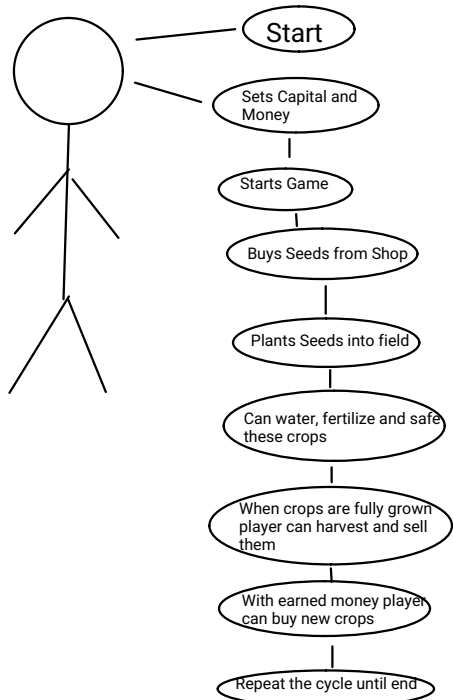 Start
Sets Capital and
Money
Starts Game
Buys Seeds from Shop
Plants Seeds into field
Can water, fertilize and safe
these crops
When crops are fully grown
player can harvest and sell
them
With earned money player
can buy new crops
Repeat the cycle until end